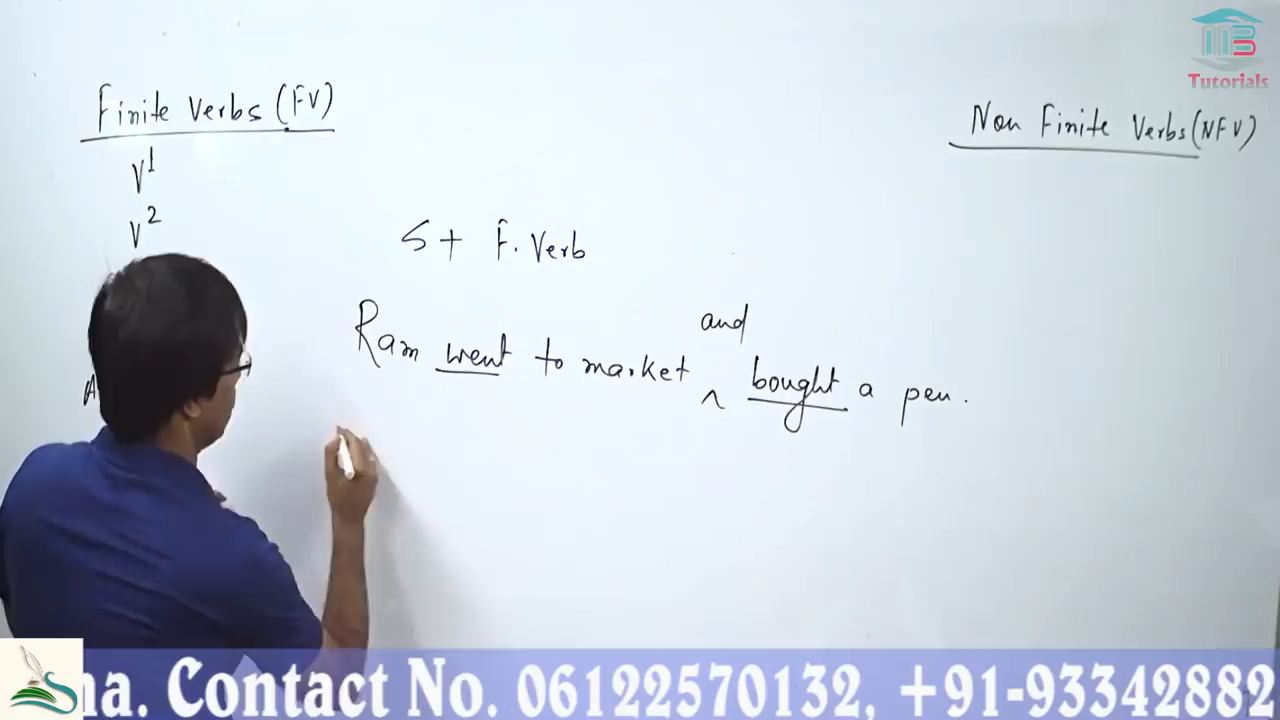 Tutorials
Finite Verbs (FV)
Non Finite Verbs (NFV)
V1
V2
S + F. Verb
and
Ram went to market ^ bought a pen.
na. Contact No. 06122570132, +91-93342882